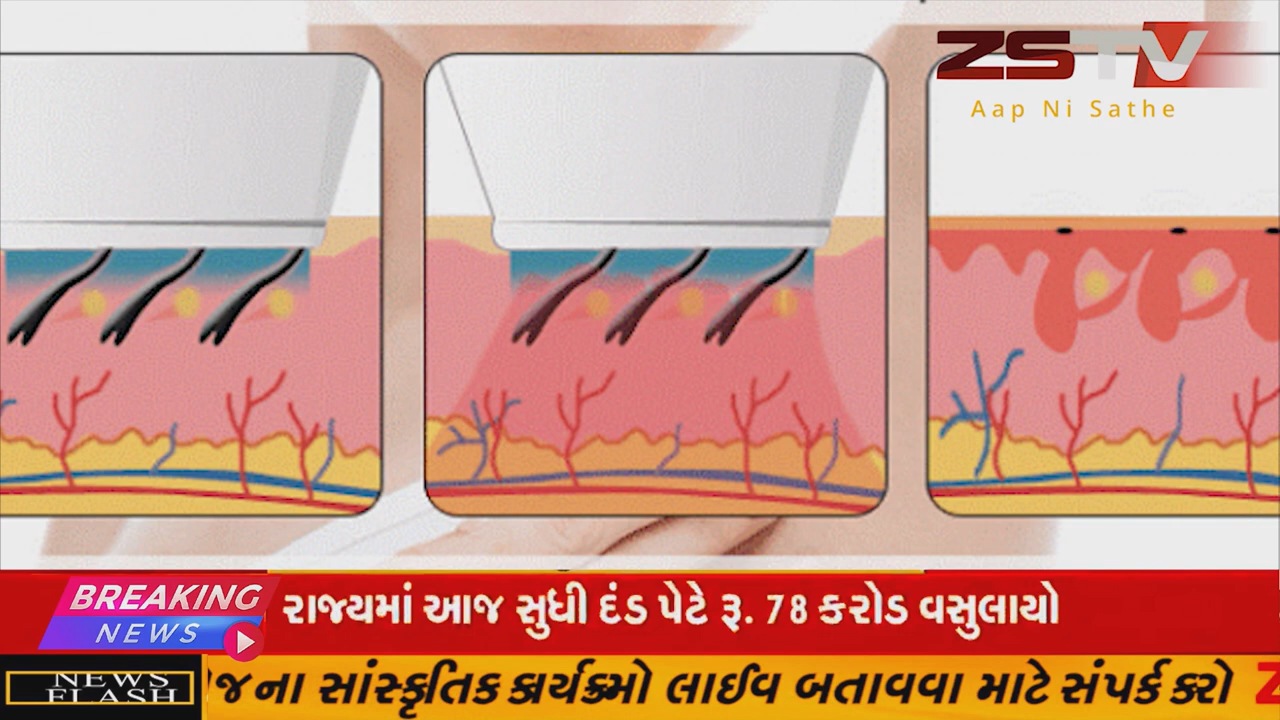 ZSTV
Aap Ni Sathe
BREAKING
NEWS
રાજ્યમાં આજ સુધી દંડ પેટે રૂ. 78 કરોડ વસુલાયો
NEWS
FLASH
સાંસ્કૃતિક કાર્યક્રમો લાઈવ બતાવવા માટે સંપર્ક કરો